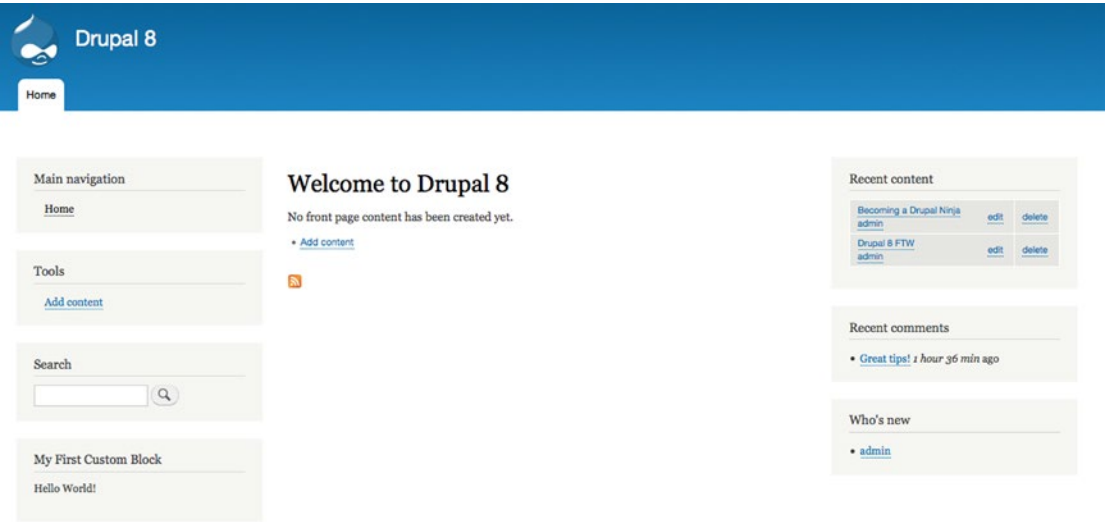 Drupal 8
Home
Main navigation
Home
Tools
Add content
Search
My First Custom Block
Hello World!
Welcome to Drupal 8
No front page content has been created yet.
• Add content
Recent content
Becoming a Drupal Ninja
admin
edit delete
Drupal 8 FTW
admin
edit delete
Recent comments
• Great tips! 1 hour 36 min ago
Who's new
• admin